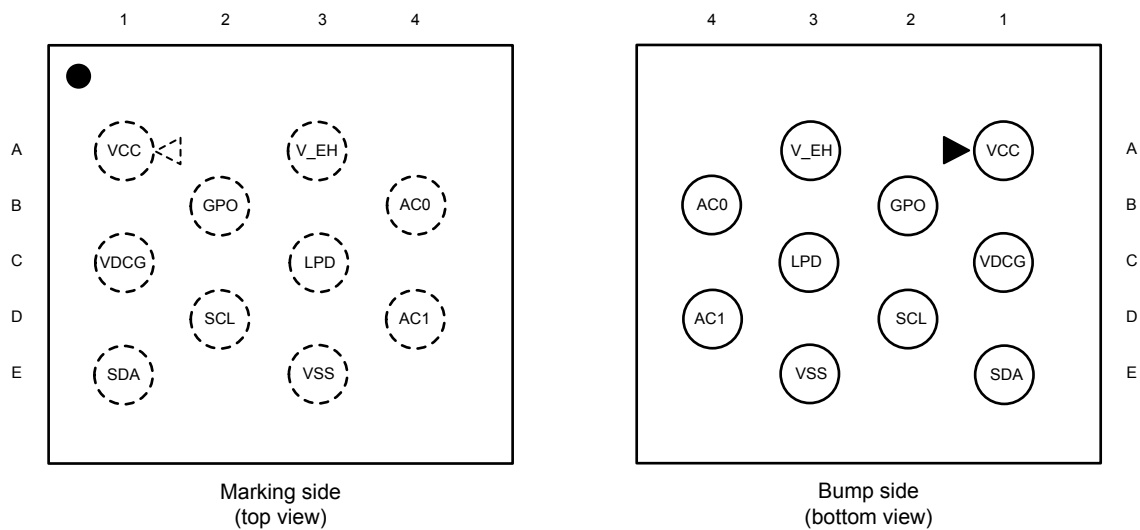 1 2 3 4
A VCC V_EH
B GPO AC0
C VDCG LPD
D SCL AC1
E SDA VSS
Marking side
(top view)
4 3 2 1
V_EH VCC A
AC0 GPO B
LPD VDCG C
AC1 SCL D
VSS SDA E
Bump side
(bottom view)